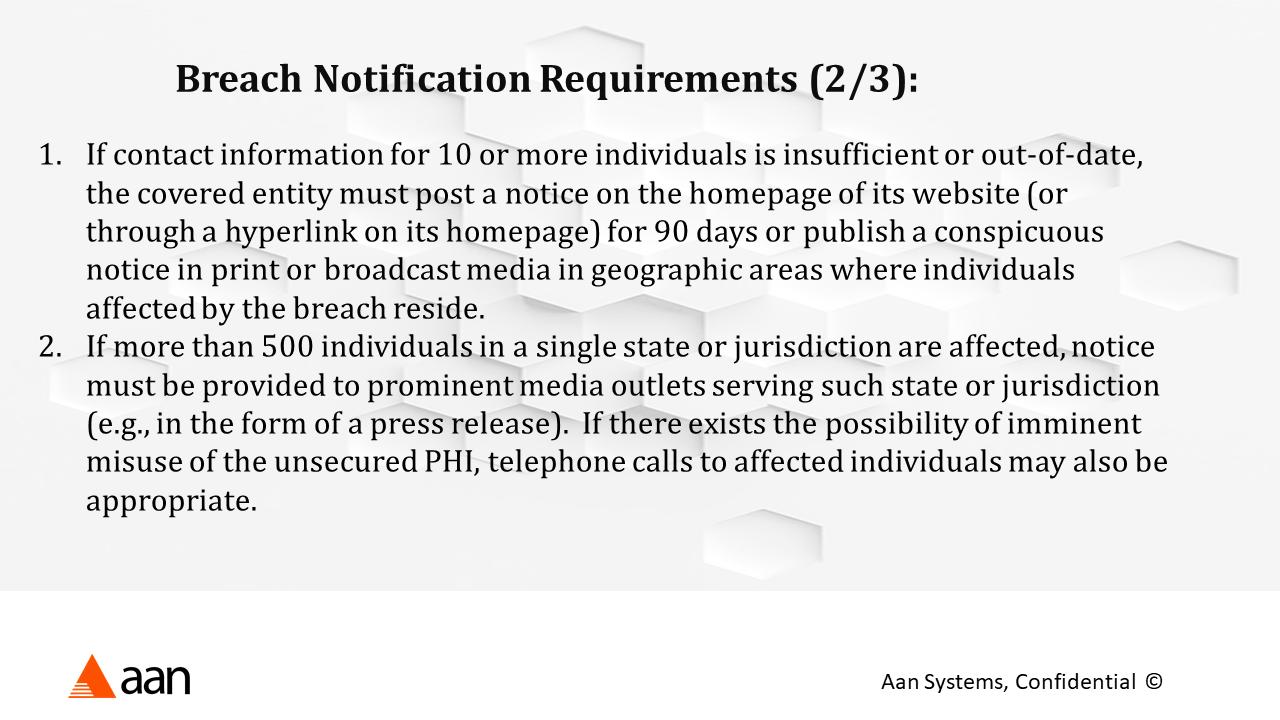 Breach Notification Requirements (2/3):
1. If contact information for 10 or more individuals is insufficient or out-of-date,
the covered entity must post a notice on the homepage of its website (or
through a hyperlink on its homepage) for 90 days or publish a conspicuous
notice in print or broadcast media in geographic areas where individuals
affected by the breach reside.
2. If more than 500 individuals in a single state or jurisdiction are affected, notice
must be provided to prominent media outlets serving such state or jurisdiction
(e.g., in the form of a press release).  If there exists the possibility of imminent
misuse of the unsecured PHI, telephone calls to affected individuals may also be
appropriate.
aan
Aan Systems, Confidential ©